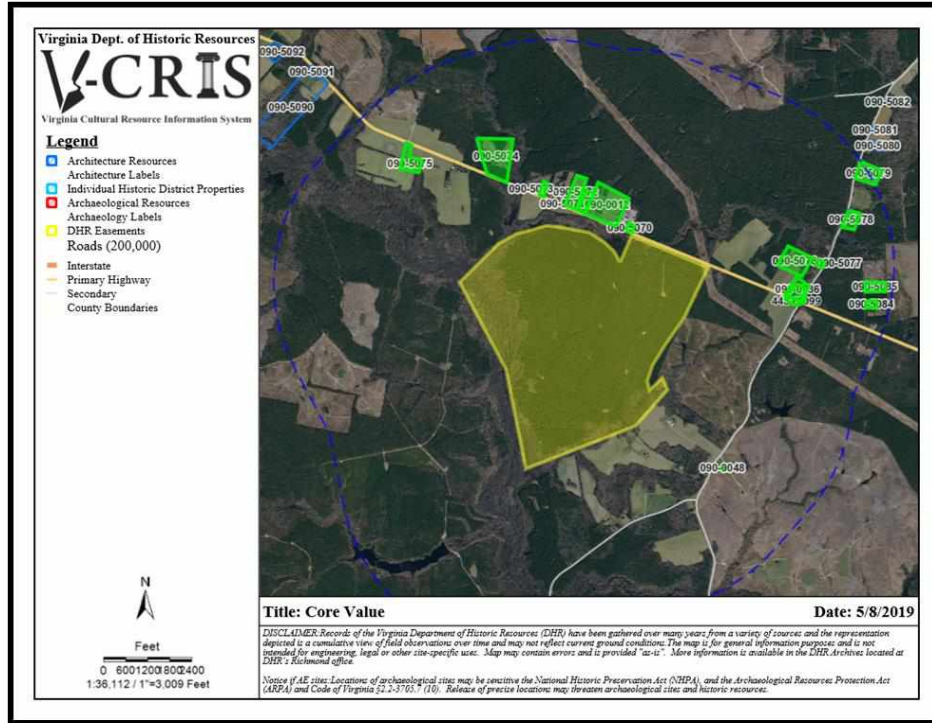 Virginia Dept. of Historic Resources
V-CRIS
Virginia Cultural Resource Information System
Legend
Architecture Resources
Architecture Labels
Individual Historic District Properties
Archaeological Resources
Archaeology Labels
DHR Easements
Roads (200,000)
Interstate
Primary Highway
Secondary
County Boundaries
N
Feet
0 600 1200 1800 2400
1:36,112 / 1"=3,009 Feet
090-5092
090-5091
090-5090
090-5082
090-5081
090-5080
090-5079
090-5075
090-5074
090-5078
090-5070
090-5077
090-5084
090-0048
Title: Core Value
Date: 5/8/2019
DISCLAIMER:Records of the Virginia Department of Historic Resources (DHR) have been gathered over many years from a variety of sources and the representation
depicted is a cumulative view of field observations over time and may not reflect current ground conditions.The map is for general information purposes and is not
intended for engineering, legal or other site-specific uses. Map may contain errors and is provided "as-is". More information is available in the DHR Archives located at
DHR's Richmond office.
Notice if AE sites:Locations of archaeological sites may be sensitive the National Historic Preservation Act (NHPA), and the Archaeological Resources Protection Act
(ARPA) and Code of Virginia §2.2-3705.7 (10). Release of precise locations may threaten archaeological sites and historic resources.